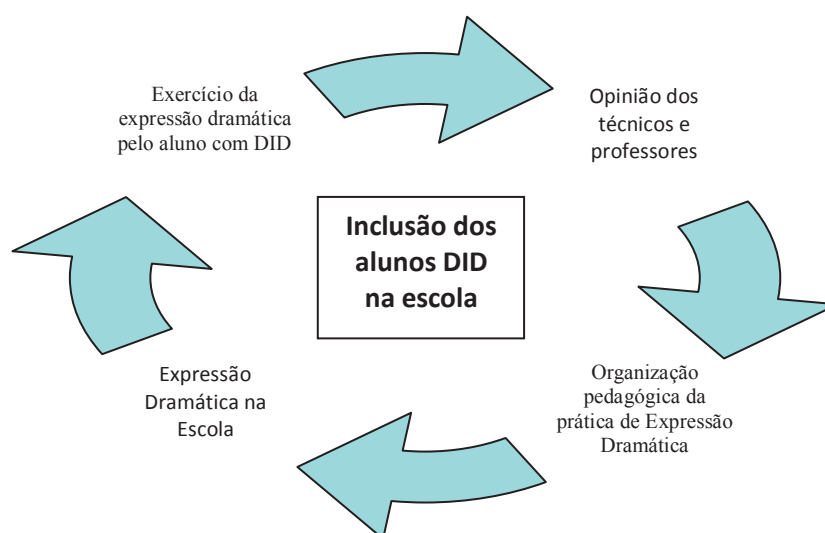 Exercício da
expressão dramática
pelo aluno com DID
Opinião dos
técnicos e
professores
Inclusão dos
alunos DID
na escola
Organização
pedagógica da
prática de Expressão
Dramática
Expressão
Dramática na
Escola